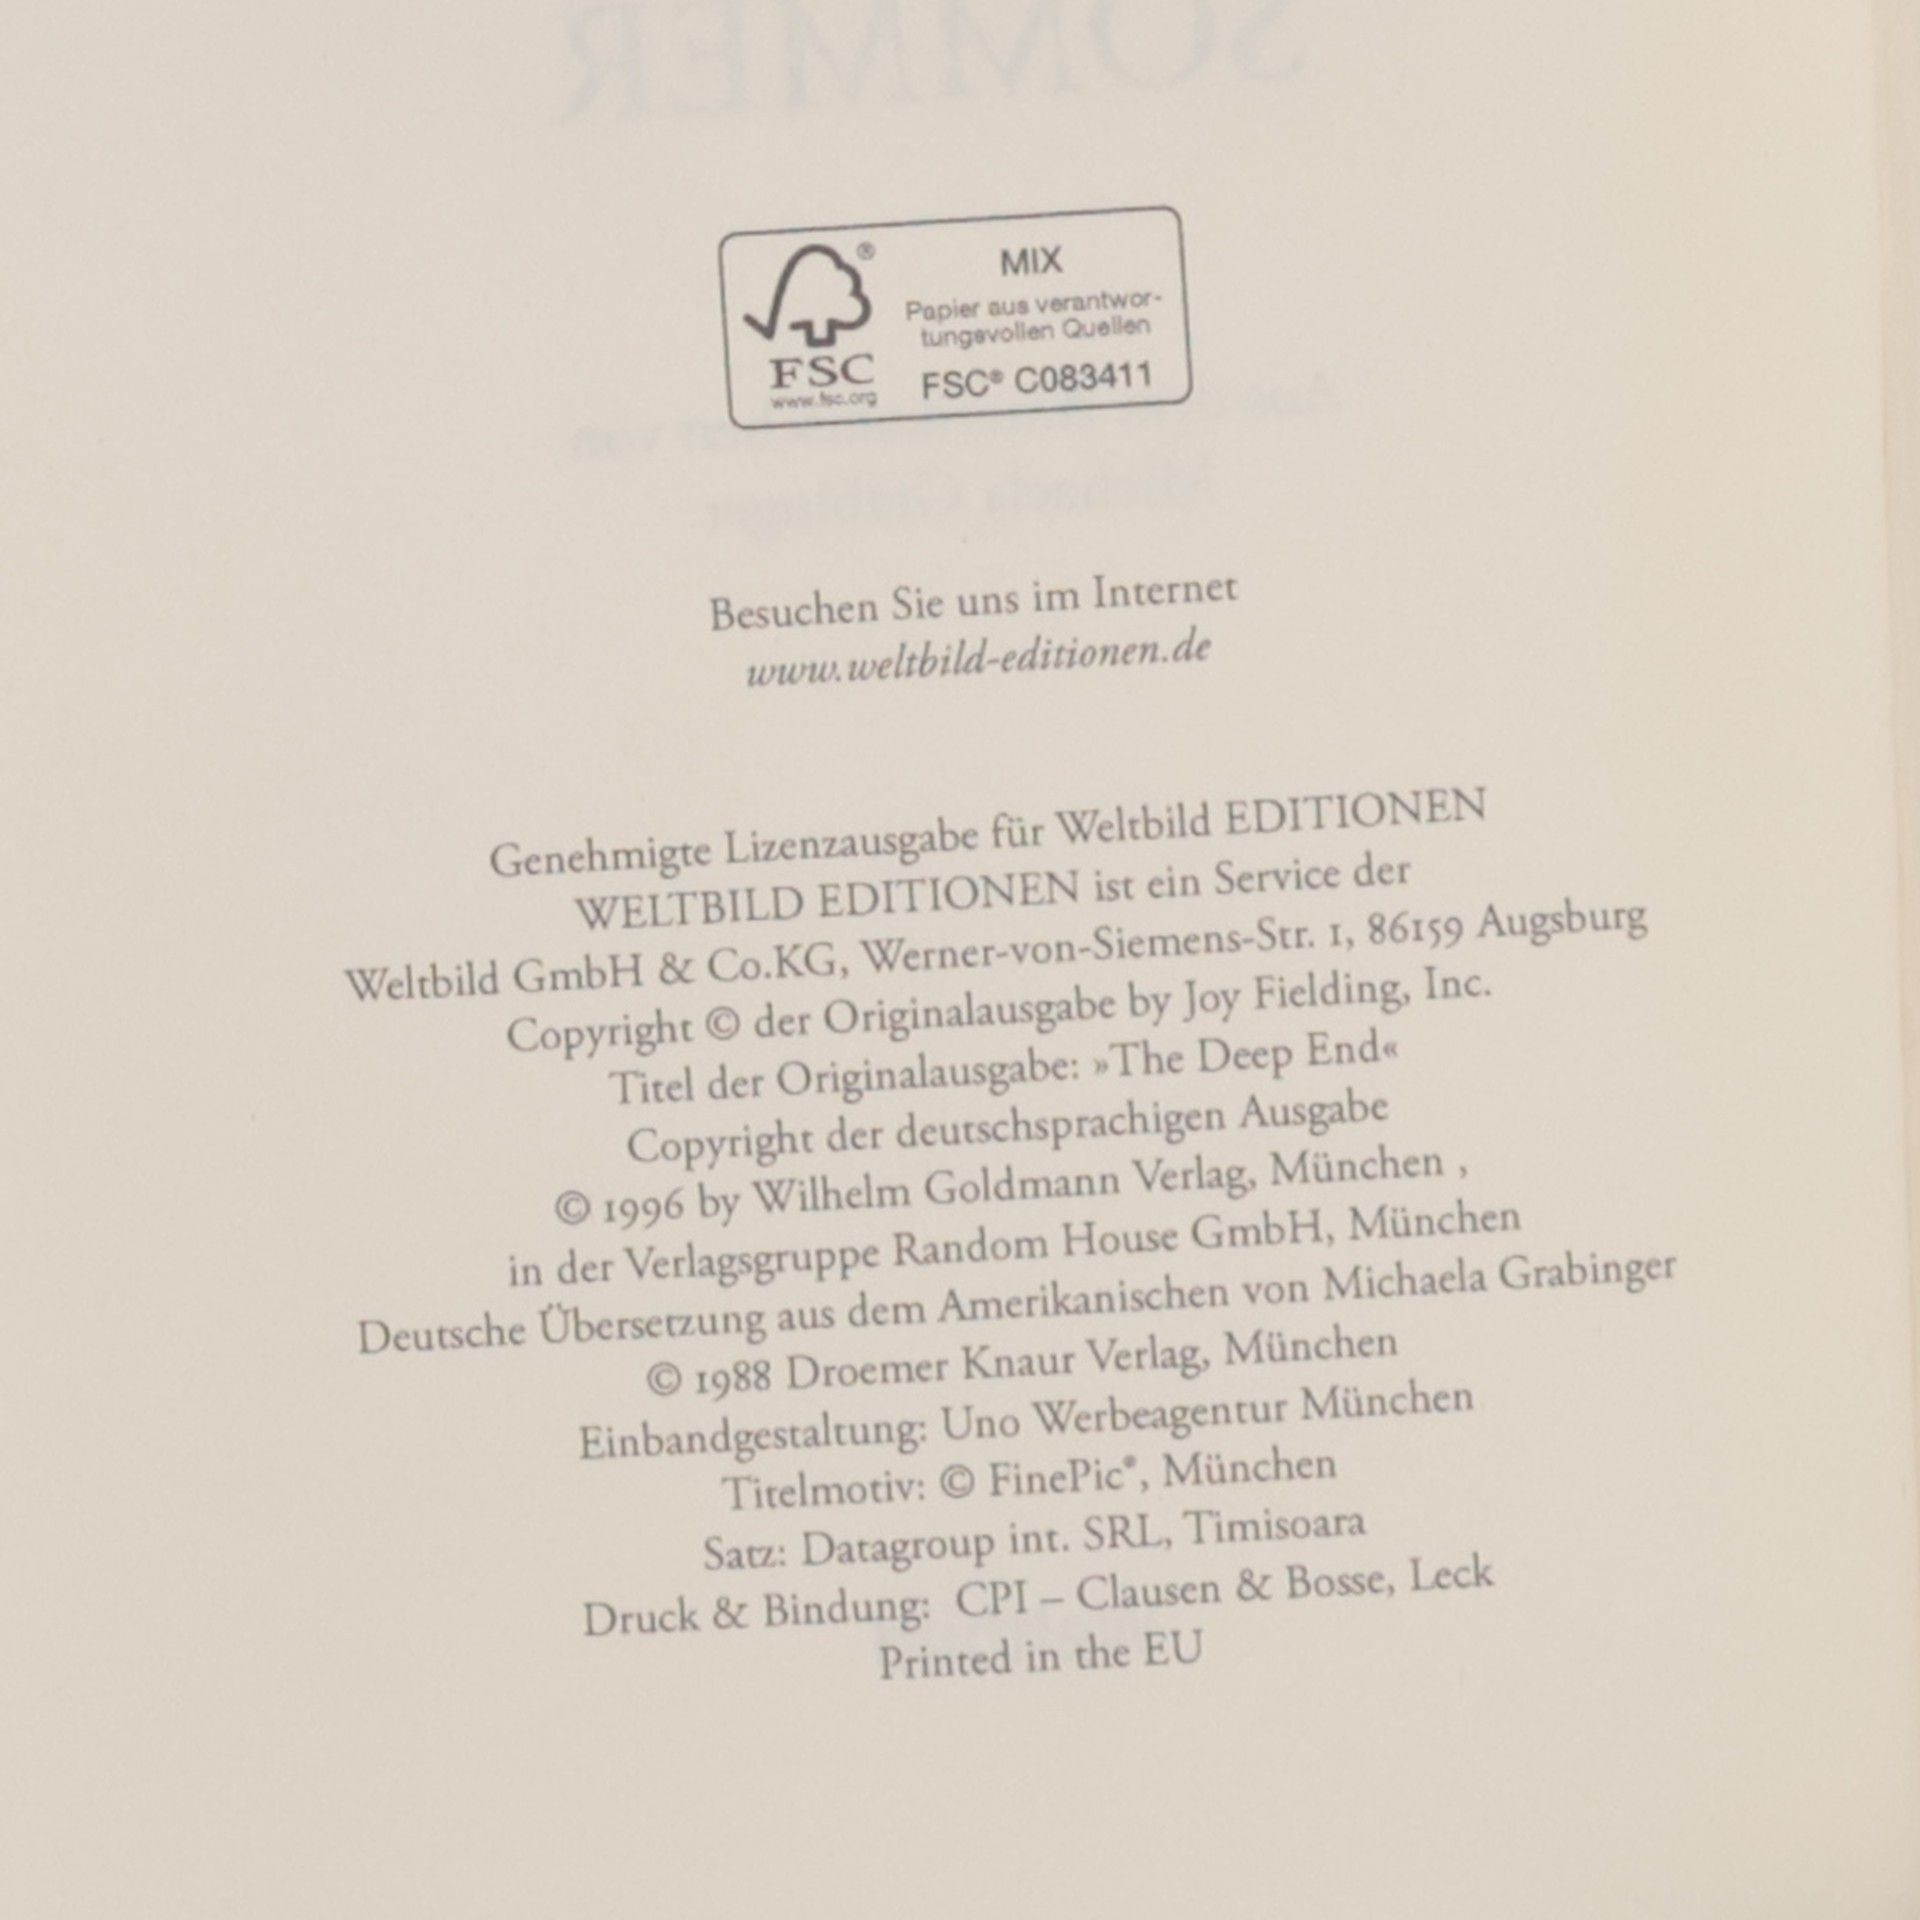 SOMMER
MIX
Papier aus verantwor-
tungsvollen Quellen
FSC® C083411
®
FSC
www.fsc.org
von
Michaela Grabinger
Besuchen Sie uns im Internet
www.weltbild-editionen.de
Genehmigte Lizenzausgabe für Weltbild EDITIONEN
WELTBILD EDITIONEN ist ein Service der
Weltbild GmbH & Co.KG, Werner-von-Siemens-Str. 1, 86159 Augsburg
Copyright © der Originalausgabe by Joy Fielding, Inc.
Titel der Originalausgabe: »The Deep End«
Copyright der deutschsprachigen Ausgabe
© 1996 by Wilhelm Goldmann Verlag, München ,
in der Verlagsgruppe Random House GmbH, München
Deutsche Übersetzung aus dem Amerikanischen von Michaela Grabinger
© 1988 Droemer Knaur Verlag, München
Einbandgestaltung: Uno Werbeagentur München
Titelmotiv: © FinePic®, München
Satz: Datagroup int. SRL, Timisoara
Druck & Bindung: CPI – Clausen & Bosse, Leck
Printed in the EU